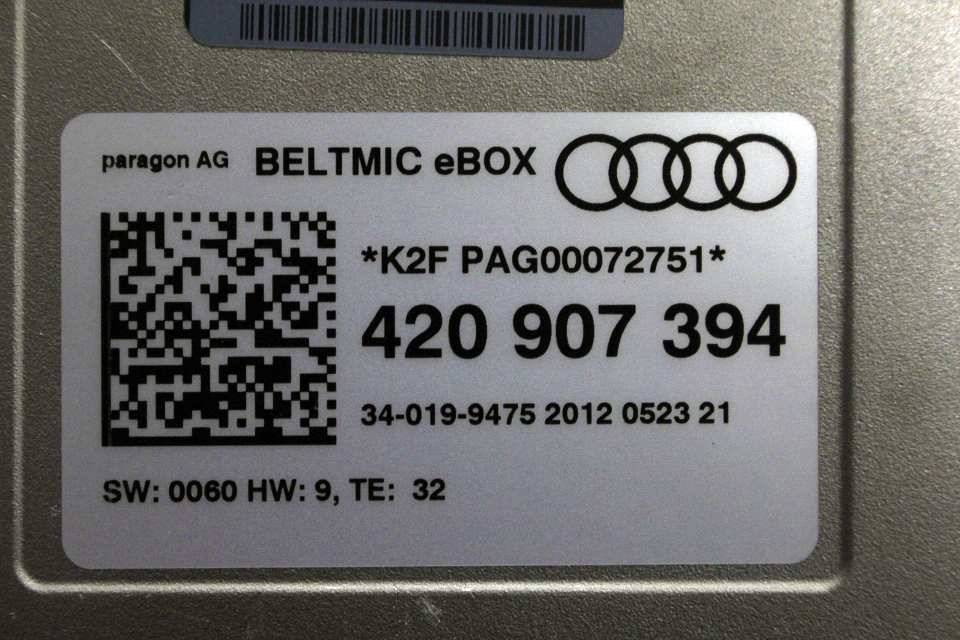 paragon AG BELTMIC eBOX
*K2F PAG00072751*
420 907 394
34-019-9475 2012 0523 21
SW: 0060 HW: 9, TE: 32